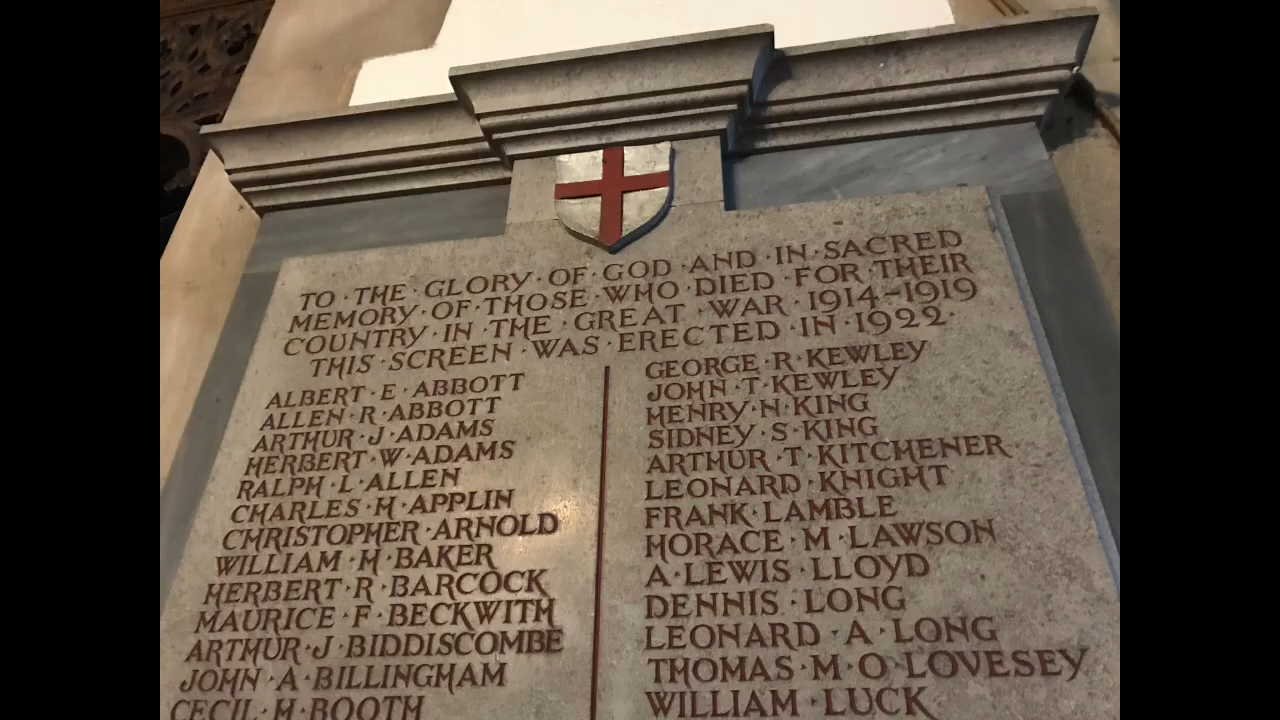 TO · THE · GLORY · OF · GOD · AND · IN · SACRED
MEMORY · OF · THOSE · WHO · DIED · FOR · THEIR
COUNTRY · IN · THE · GREAT · WAR · 1914-1919
THIS · SCREEN · WAS · ERECTED · IN · 1922 ·
ALBERT · E · ABBOTT
ALLEN · R · ABBOTT
ARTHUR · J · ADAMS
HERBERT · W · ADAMS
RALPH · L · ALLEN
CHARLES · H · APPLIN
CHRISTOPHER · ARNOLD
WILLIAM · H · BAKER
HERBERT · R · BARCOCK
MAURICE · F · BECKWITH
ARTHUR · J · BIDDISCOMBE
JOHN · A · BILLINGHAM
CECIL · M · BOOTH
GEORGE · R · KEWLEY
JOHN · T · KEWLEY
HENRY · N · KING
SIDNEY · S · KING
ARTHUR · T · KITCHENER
LEONARD · KNIGHT
FRANK · LAMBLE
HORACE · M · LAWSON
A · LEWIS · LLOYD
DENNIS · LONG
LEONARD · A · LONG
THOMAS · M · O · LOVESEY
WILLIAM · LUCK